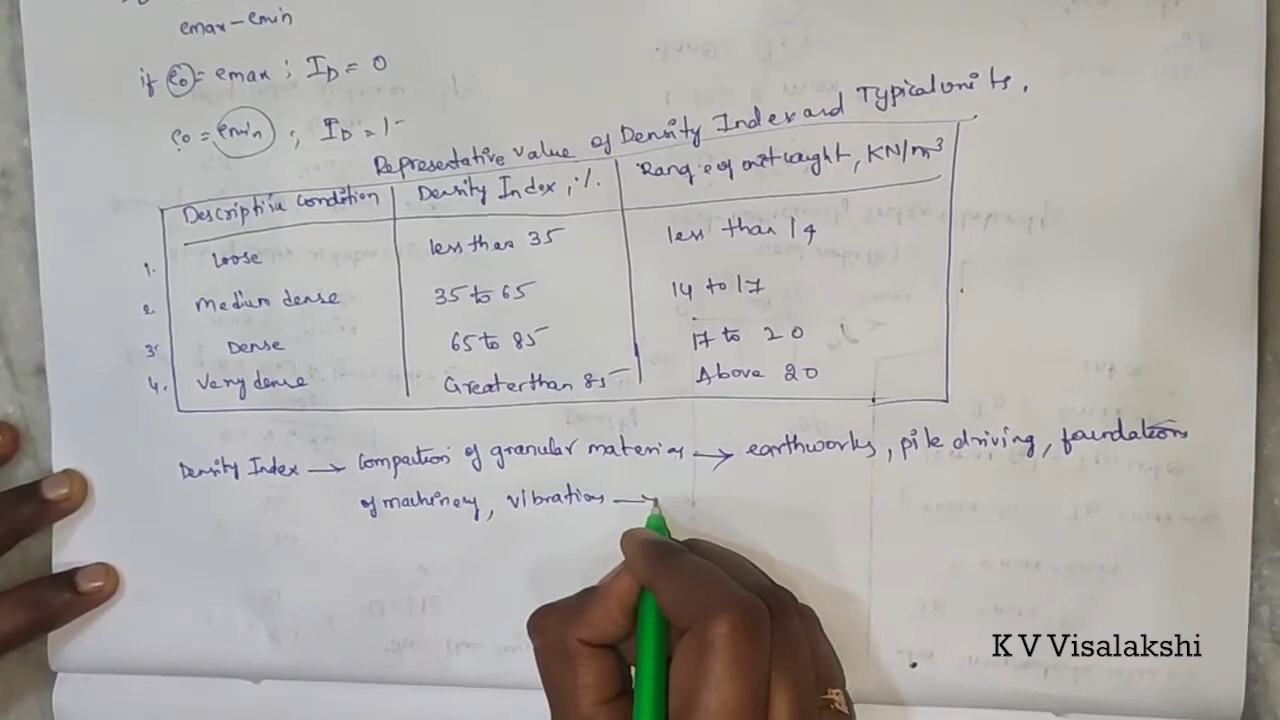 emax-emin
if e0 = emax ; ID = 0
e0 = emin ; ID = 1
Representative value of Density Index and Typical units.
Descriptive condition Density Index, % Range of unit waught, KN/m3
1. loose less than 35 less than 14
2. medium dense 35 to 65 14 to 17
3. Dense 65 to 85 17 to 20
4. Very dense Greater than 85 Above 20
Density Index → Compaction of granular materias → earthworks, pile driving, foundations
of machinery, vibrations →
K V Visalakshi